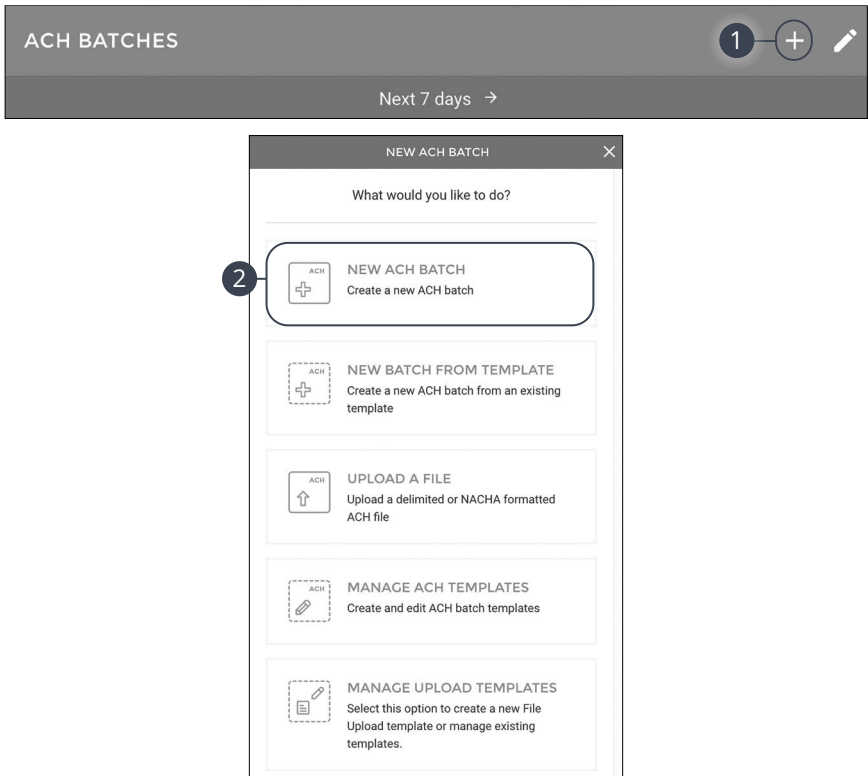 ACH BATCHES
1
Next 7 days →
NEW ACH BATCH
What would you like to do?
2
ACH
NEW ACH BATCH
Create a new ACH batch
ACH
NEW BATCH FROM TEMPLATE
Create a new ACH batch from an existing
template
ACH
UPLOAD A FILE
Upload a delimited or NACHA formatted
ACH file
ACH
MANAGE ACH TEMPLATES
Create and edit ACH batch templates
MANAGE UPLOAD TEMPLATES
Select this option to create a new File
Upload template or manage existing
templates.